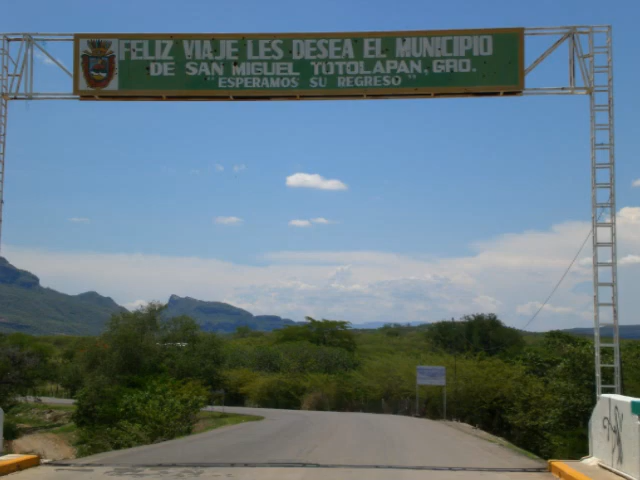 FELIZ VIAJE LES DESEA EL MUNICIPIO
DE SAN MIGUEL TOTOLAPAN, GRO.
"ESPERAMOS SU REGRESO"